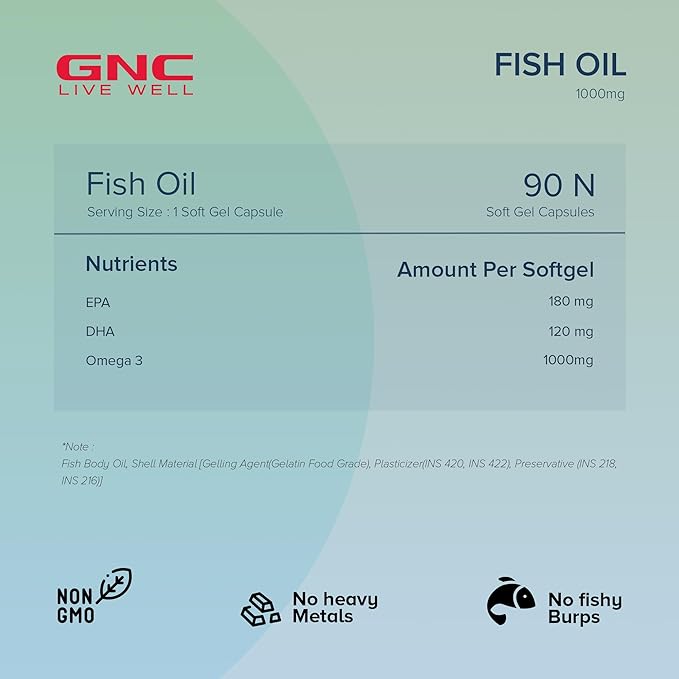 GNC
LIVE WELL
FISH OIL
1000mg
Fish Oil
90 N
Serving Size : 1 Soft Gel Capsule
Soft Gel Capsules
Nutrients
Amount Per Softgel
EPA
180 mg
DHA
120 mg
Omega 3
1000mg
*Note :
Fish Body Oil, Shell Material [Gelling Agent(Gelatin Food Grade), Plasticizer(INS 420, INS 422), Preservative (INS 218,
INS 216)]
NON
GMO
No heavy
Metals
No fishy
Burps